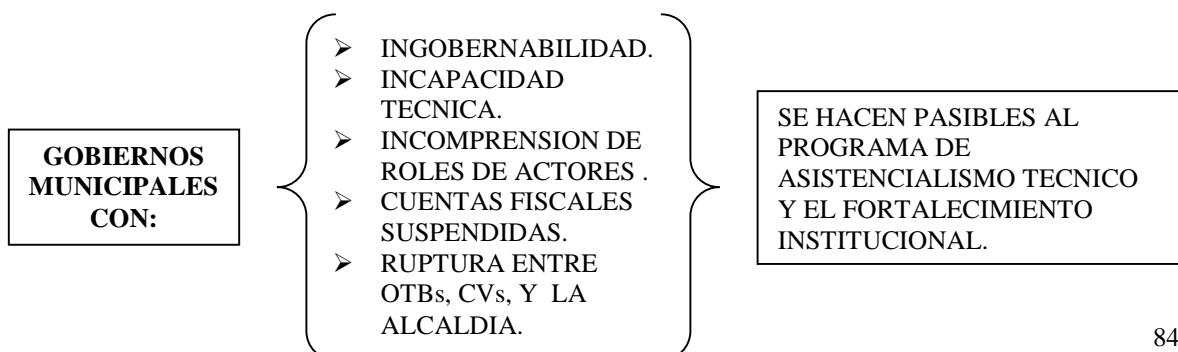 GOBIERNOS
MUNICIPALES
CON:
➢ INGOBERNABILIDAD.
➢ INCAPACIDAD
TECNICA.
➢ INCOMPRENSION DE
ROLES DE ACTORES .
➢ CUENTAS FISCALES
SUSPENDIDAS.
➢ RUPTURA ENTRE
OTBs, CVs, Y LA
ALCALDIA.
SE HACEN PASIBLES AL
PROGRAMA DE
ASISTENCIALISMO TECNICO
Y EL FORTALECIMIENTO
INSTITUCIONAL.
84